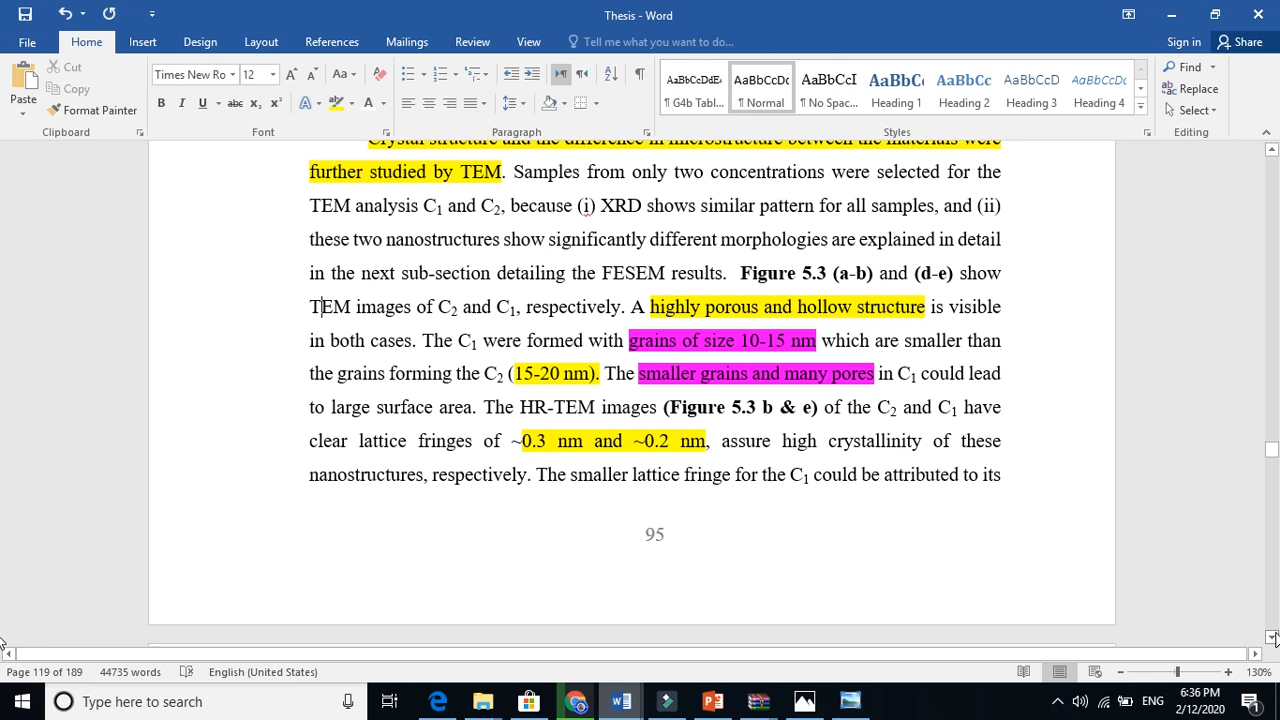 Thesis - Word
File Home Insert Design Layout References Mailings Review View Tell me what you want to do... Sign in Share
Paste Cut Copy Format Painter
Times New Ro 12
AaBbCcDdE ¶ G4b Tabl... AaBbCcDc ¶ Normal AaBbCcI ¶ No Spac... AaBbC Heading 1 AaBbCc Heading 2 AaBbCcD Heading 3 AaBbCcD Heading 4
Find Replace Select
Clipboard Font Paragraph Styles Editing
Crystal structure and the difference in microstructure between the materials were
further studied by TEM. Samples from only two concentrations were selected for the
TEM analysis C1 and C2, because (i) XRD shows similar pattern for all samples, and (ii)
these two nanostructures show significantly different morphologies are explained in detail
in the next sub-section detailing the FESEM results. Figure 5.3 (a-b) and (d-e) show
TEM images of C2 and C1, respectively. A highly porous and hollow structure is visible
in both cases. The C1 were formed with grains of size 10-15 nm which are smaller than
the grains forming the C2 (15-20 nm). The smaller grains and many pores in C1 could lead
to large surface area. The HR-TEM images (Figure 5.3 b & e) of the C2 and C1 have
clear lattice fringes of ~0.3 nm and ~0.2 nm, assure high crystallinity of these
nanostructures, respectively. The smaller lattice fringe for the C1 could be attributed to its
95
Page 119 of 189 44735 words English (United States) 130%
Type here to search ENG 6:36 PM
2/12/2020